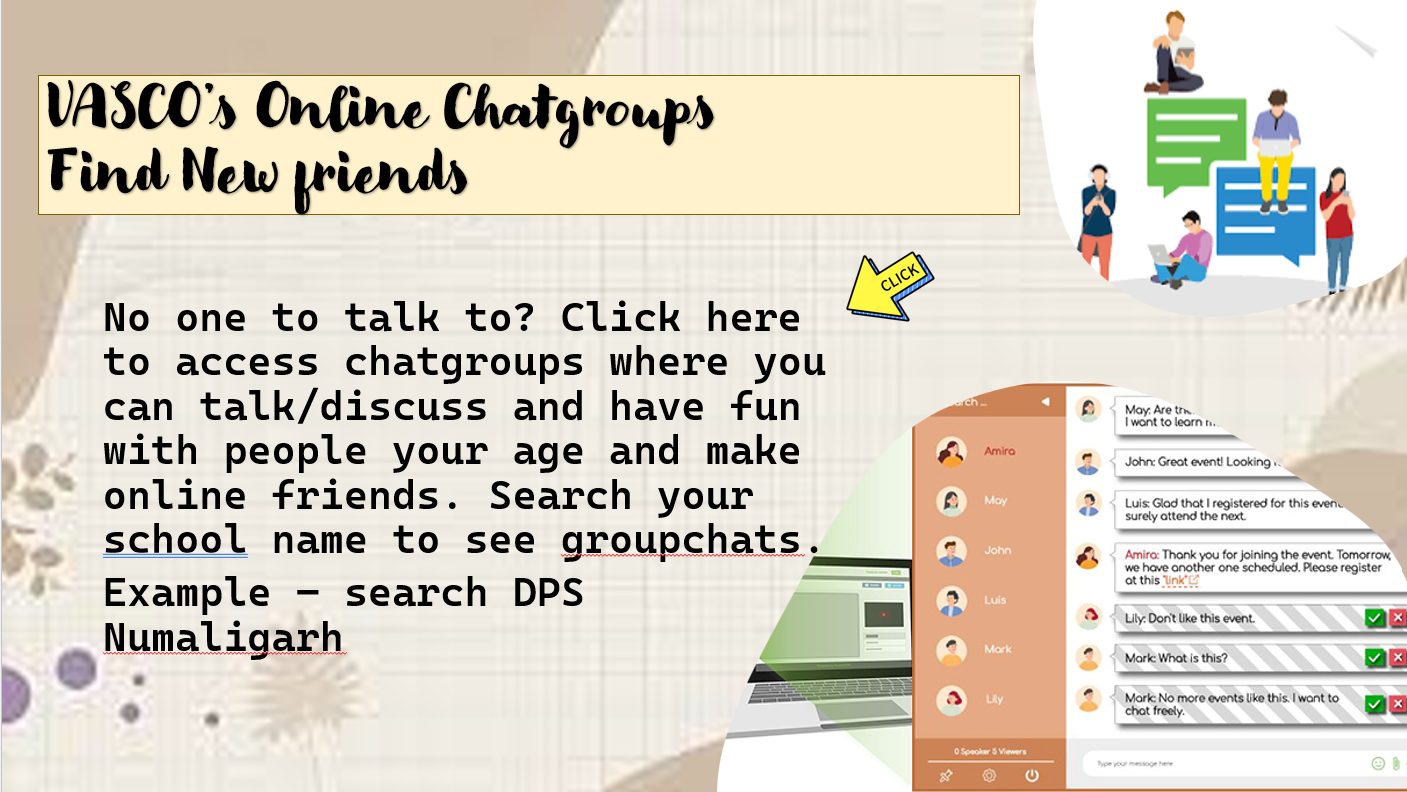 VASCO's Online Chatgroups
Find New friends
CLICK
No one to talk to? Click here
to access chatgroups where you
can talk/discuss and have fun
with people your age and make
online friends. Search your
school name to see groupchats.
Example – search DPS
Numaligarh
arch ...
Amira
May
John
Luis
Mark
Lily
0 Speaker 5 Viewers
May: Are the
I want to learn m
John: Great event! Looking
Luis: Glad that I registered for this event.
surely attend the next.
Amira: Thank you for joining the event. Tomorrow,
we have another one scheduled. Please register
at this "link"
Lily: Don't like this event.
Mark: What is this?
Mark: No more events like this. I want to
chat freely.
Type your message here